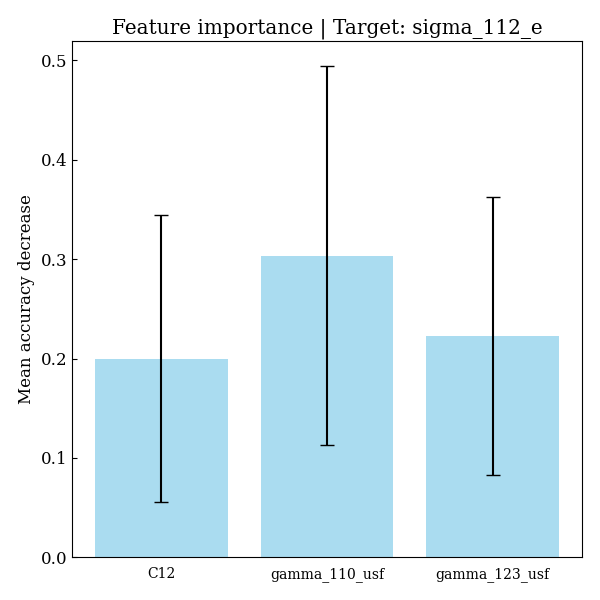 Feature importance | Target: sigma_112_e
Mean accuracy decrease
0.5
0.4
0.3
0.2
0.1
0.0
C12 gamma_110_usf gamma_123_usf